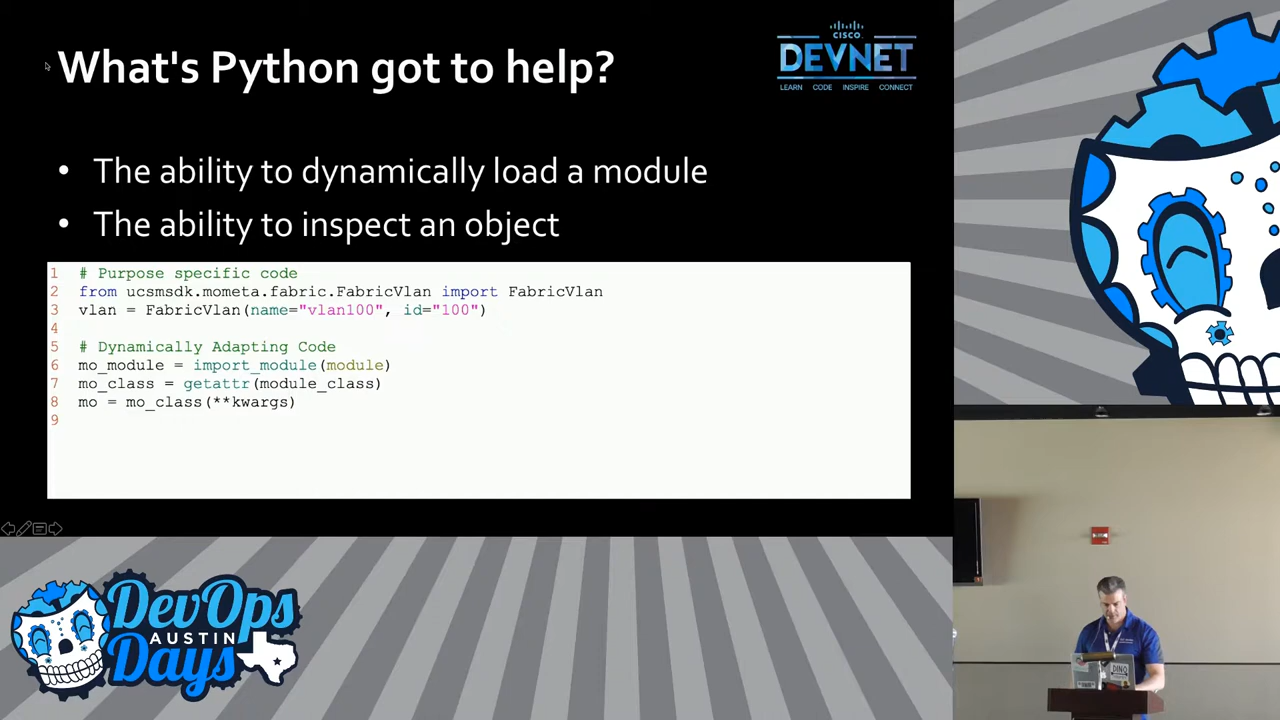 What's Python got to help?
CISCO
DEVNET
LEARN CODE INSPIRE CONNECT
• The ability to dynamically load a module
• The ability to inspect an object
1 # Purpose specific code
2 from ucsmsdk.mometa.fabric.FabricVlan import FabricVlan
3 vlan = FabricVlan(name="vlan100", id="100")
4
5 # Dynamically Adapting Code
6 mo_module = import_module(module)
7 mo_class = getattr(module_class)
8 mo = mo_class(**kwargs)
9
DevOps
AUSTIN
Days
DINO